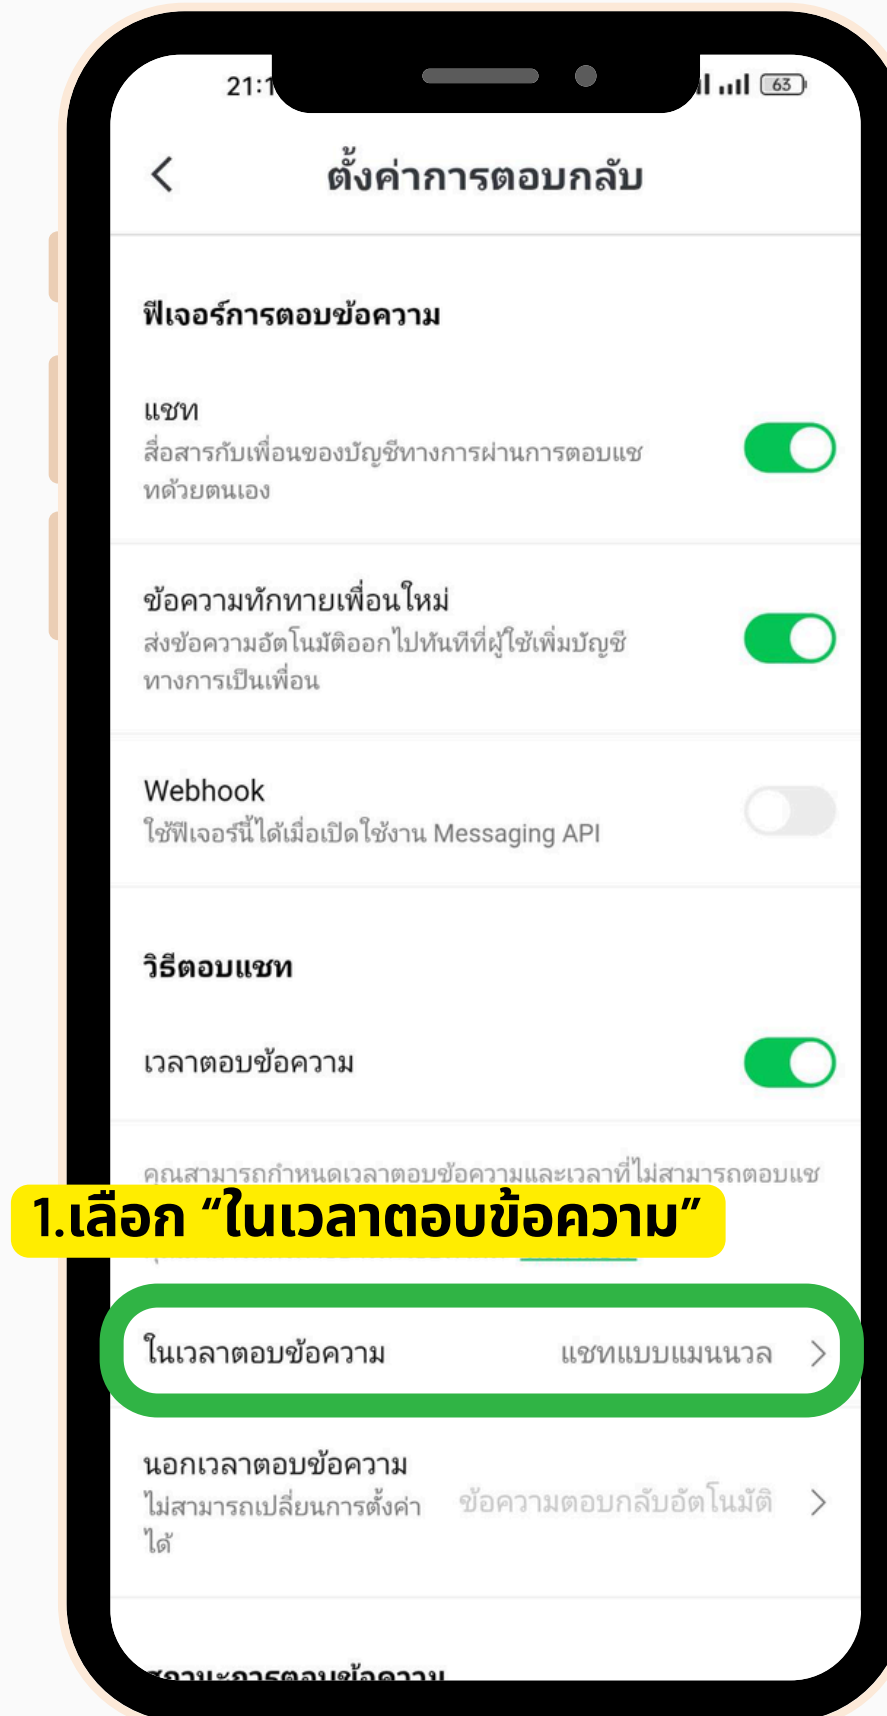 21:1
63
ตั้งค่าการตอบกลับ
ฟีเจอร์การตอบข้อความ
แชท
สื่อสารกับเพื่อนของบัญชีทางการผ่านการตอบแช
ทด้วยตนเอง
ข้อความทักทายเพื่อนใหม่
ส่งข้อความอัตโนมัติออกไปทันทีที่ผู้ใช้เพิ่มบัญชี
ทางการเป็นเพื่อน
Webhook
ใช้ฟีเจอร์นี้ได้เมื่อเปิดใช้งาน Messaging API
วิธีตอบแชท
เวลาตอบข้อความ
คุณสามารถกำหนดเวลาตอบข้อความและเวลาที่ไม่สามารถตอบแช
1.เลือก “ในเวลาตอบข้อความ”
ในเวลาตอบข้อความ แชทแบบแมนนวล
นอกเวลาตอบข้อความ
ไม่สามารถเปลี่ยนการตั้งค่า ข้อความตอบกลับอัตโนมัติ
ได้
สถานะการตอบข้อความ